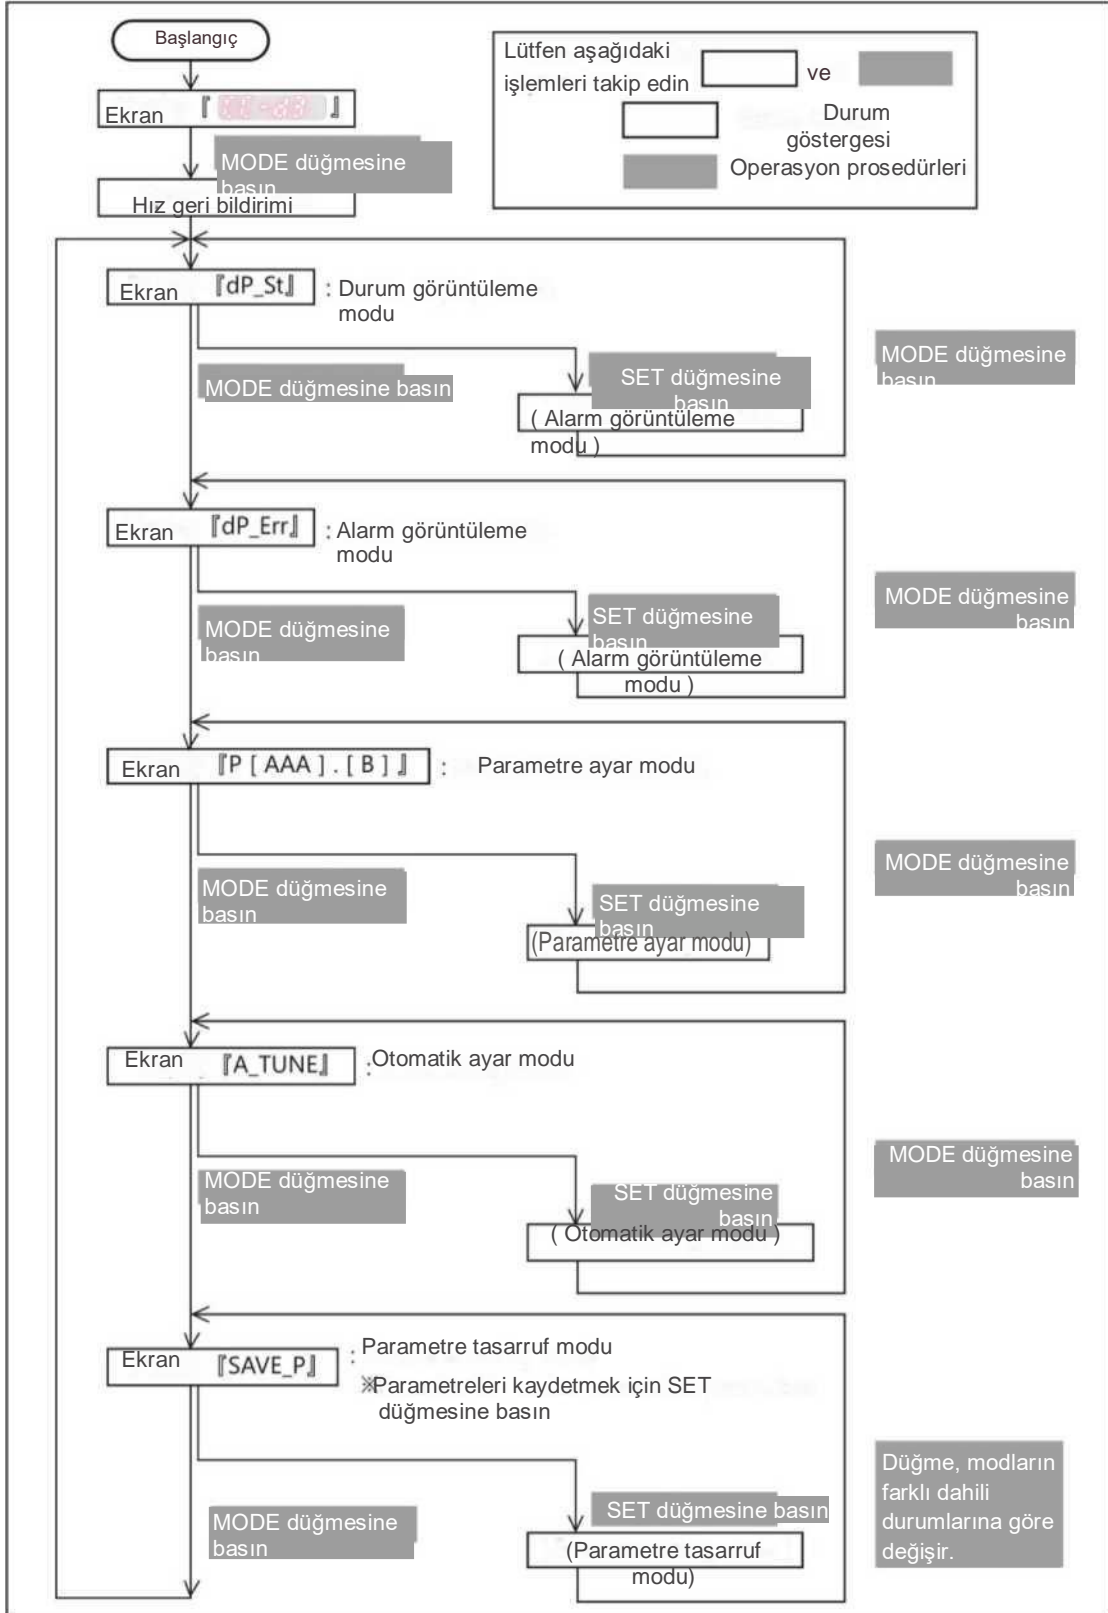 Başlangıç
Lütfen aşağıdaki
işlemleri takip edin
ve
Durum
göstergesi
Operasyon prosedürleri
Ekran 『 』
MODE düğmesine
basın
Hız geri bildirimi
Ekran 『dP_St』 : Durum görüntüleme
modu
MODE düğmesine basın
SET düğmesine
basın
( Alarm görüntüleme
modu )
MODE düğmesine
basın
Ekran 『dP_Err』 : Alarm görüntüleme
modu
MODE düğmesine
basın
SET düğmesine
basın
( Alarm görüntüleme
modu )
MODE düğmesine
basın
Ekran 『P [ AAA ] . [ B ] 』 : Parametre ayar modu
MODE düğmesine
basın
SET düğmesine
basın
(Parametre ayar modu)
MODE düğmesine
basın
Ekran 『A_TUNE』 : Otomatik ayar modu
MODE düğmesine
basın
SET düğmesine
basın
( Otomatik ayar modu )
MODE düğmesine
basın
Ekran 『SAVE_P』 : Parametre tasarruf modu
※Parametreleri kaydetmek için SET
düğmesine basın
MODE düğmesine
basın
SET düğmesine basın
(Parametre tasarruf
modu)
Düğme, modların
farklı dahili
durumlarına göre
değişir.